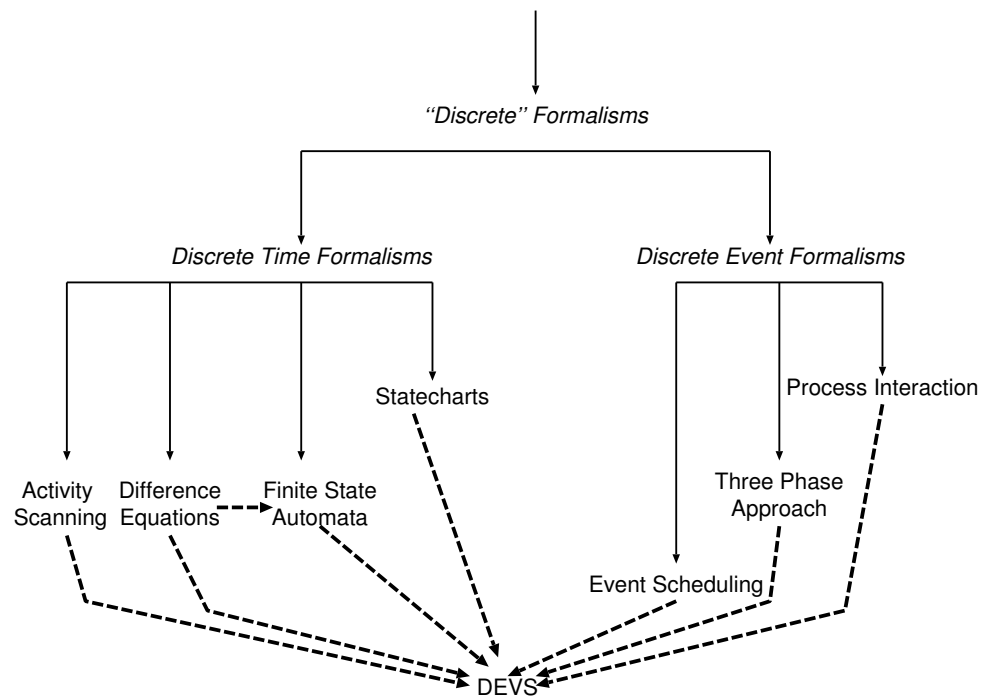 “Discrete” Formalisms
Discrete Time Formalisms
Discrete Event Formalisms
Statecharts
Process Interaction
Activity
Scanning
Difference
Equations
Finite State
Automata
Three Phase
Approach
Event Scheduling
DEVS